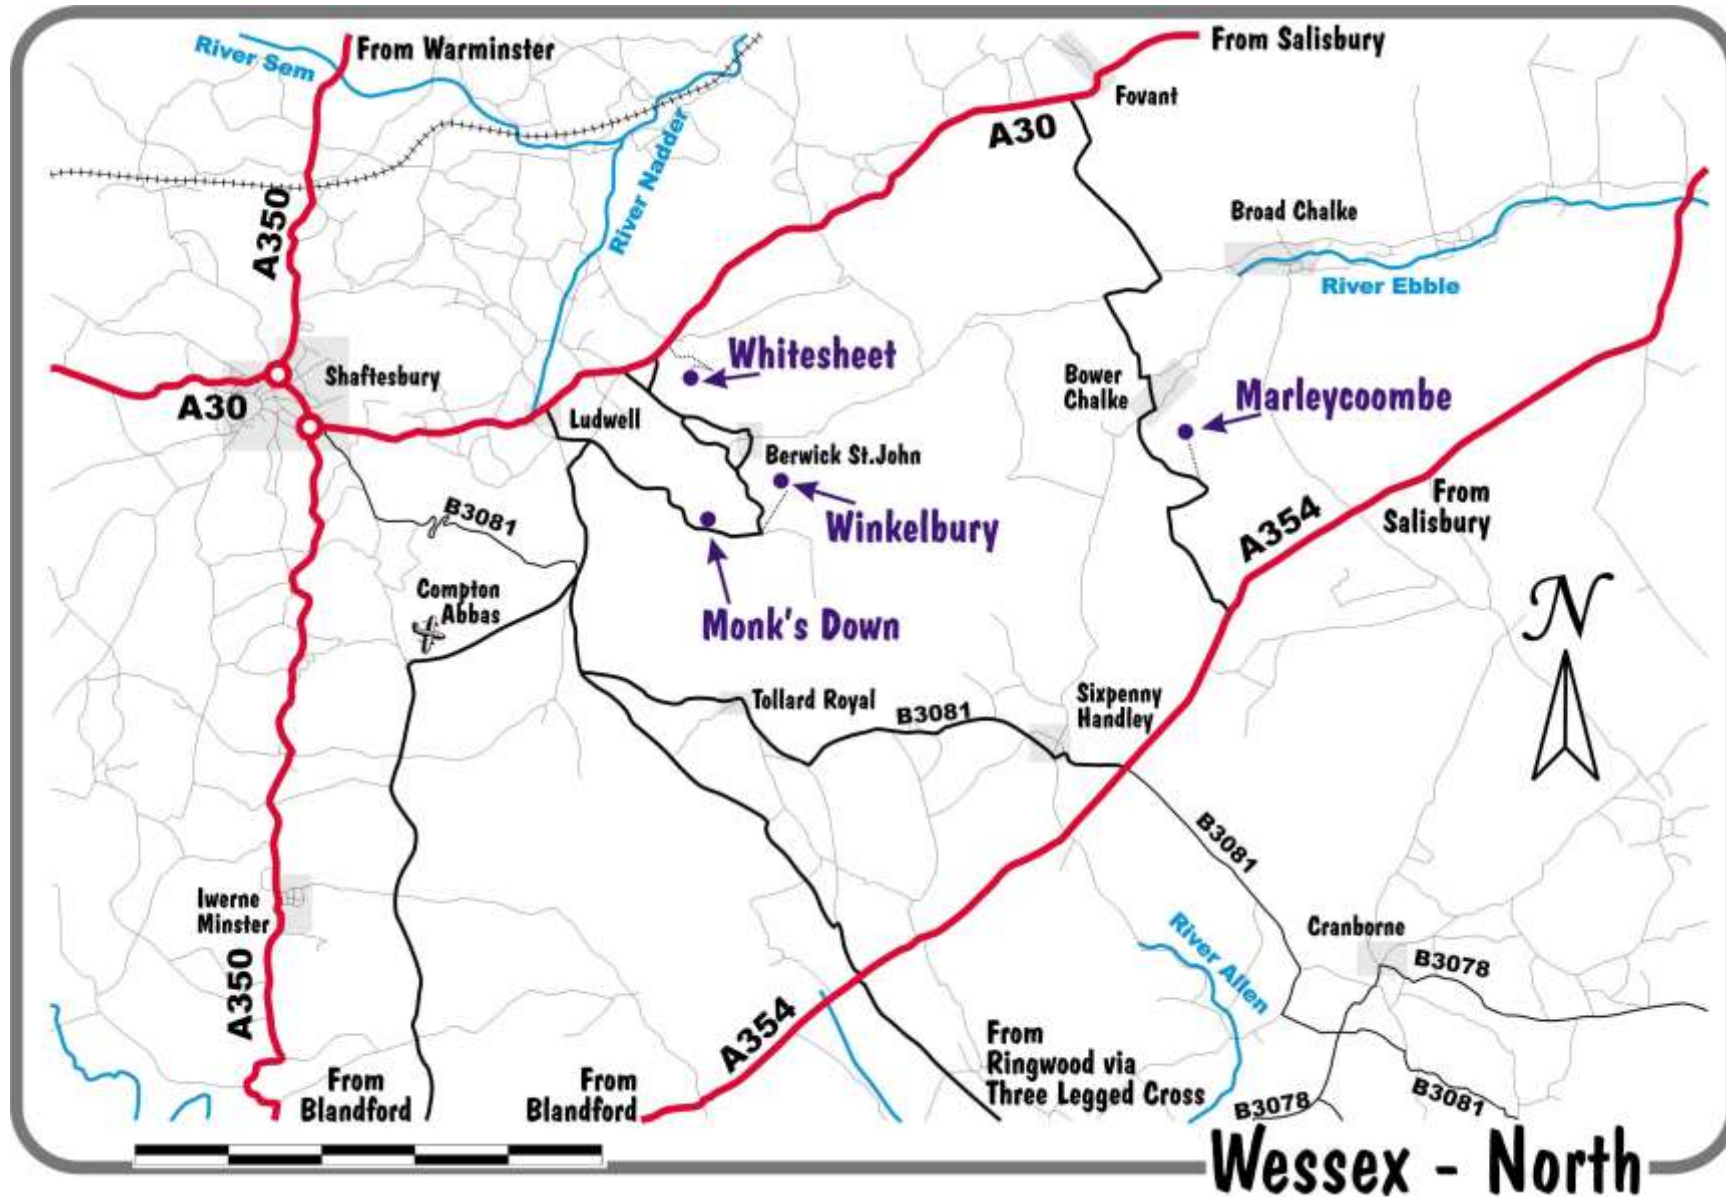 River Sem
From Warminster
From Salisbury
Fovant
A30
River Nadder
A350
Broad Chalke
River Ebble
Whitesheet
Shaftesbury
A30
Bower
Chalke
Marleycoombe
Ludwell
Berwick St.John
B3081
Winkelbury
From
Salisbury
A354
Compton
Abbas
Monk's Down
N
Tollard Royal
B3081
Sixpenny
Handley
B3081
Iwerne
Minster
Cranborne
River Allen
B3078
A350
A354
From
Ringwood via
Three Legged Cross
From
Blandford
From
Blandford
B3078
B3081
Wessex - North